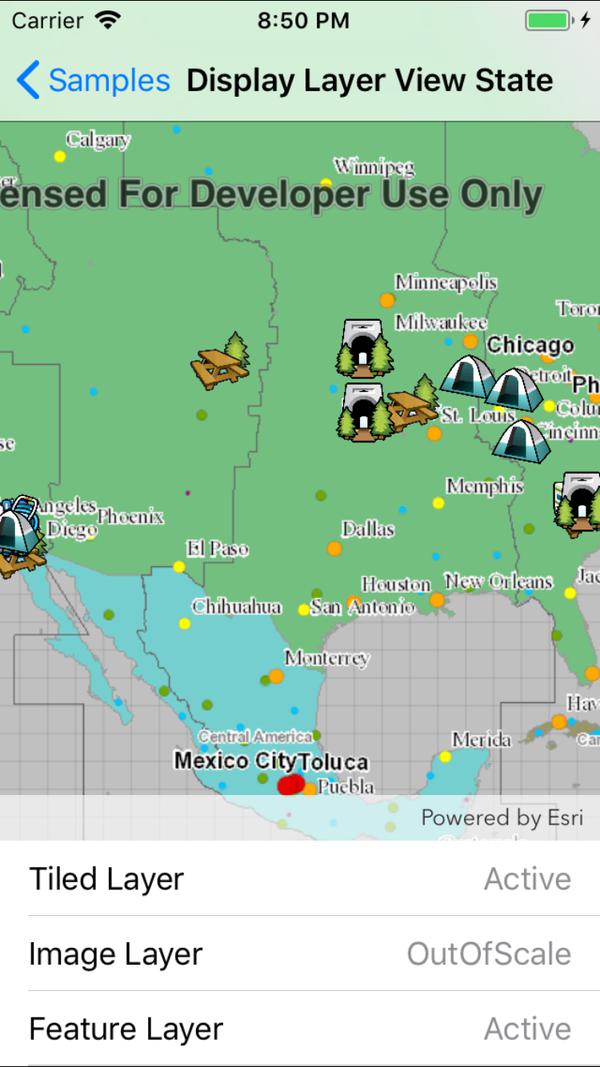 Carrier 8:50 PM
Samples Display Layer View State
Calgary
Winnipeg
ensed For Developer Use Only
Minneapolis
Toro
Milwaukee
Chicago
etroit
Ph
Colu
St. Louis
incinn
se
Memphis
Angeles
Phoenix
Diego
Dallas
El Paso
Houston
New Orleans
Jac
Chihuahua
San Antonio
Monterrey
Hav
Central America
Merida
Car
Mexico City
Toluca
Puebla
Powered by Esri
Tiled Layer Active
Image Layer OutOfScale
Feature Layer Active